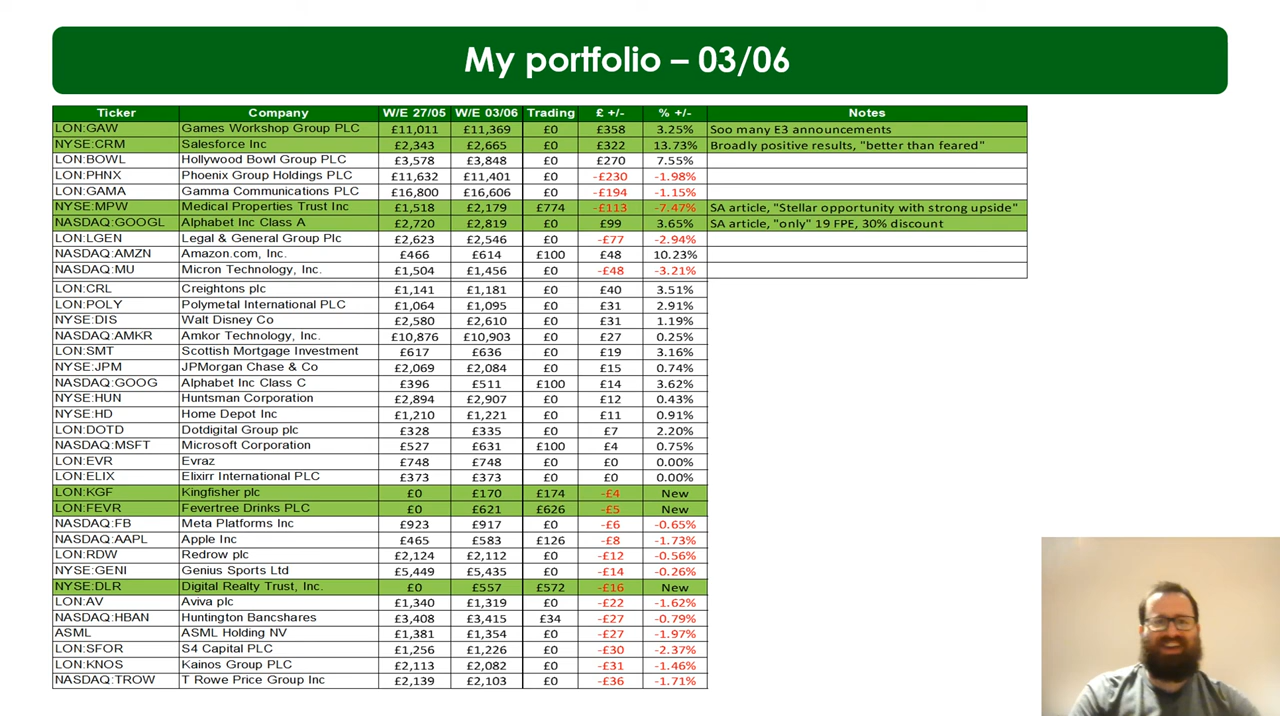 My portfolio – 03/06
Ticker Company W/E 27/05 W/E 03/06 Trading £ +/- % +/- Notes
LON:GAW Games Workshop Group PLC £11,011 £11,369 £0 £358 3.25% Soo many E3 announcements
NYSE:CRM Salesforce Inc £2,343 £2,665 £0 £322 13.73% Broadly positive results, "better than feared"
LON:BOWL Hollywood Bowl Group PLC £3,578 £3,848 £0 £270 7.55%
LON:PHNX Phoenix Group Holdings PLC £11,632 £11,401 £0 -£230 -1.98%
LON:GAMA Gamma Communications PLC £16,800 £16,606 £0 -£194 -1.15%
NYSE:MPW Medical Properties Trust Inc £1,518 £2,179 £774 -£113 -7.47% SA article, "Stellar opportunity with strong upside"
NASDAQ:GOOGL Alphabet Inc Class A £2,720 £2,819 £0 £99 3.65% SA article, "only" 19 FPE, 30% discount
LON:LGEN Legal & General Group Plc £2,623 £2,546 £0 -£77 -2.94%
NASDAQ:AMZN Amazon.com, Inc. £466 £614 £100 £48 10.23%
NASDAQ:MU Micron Technology, Inc. £1,504 £1,456 £0 -£48 -3.21%
LON:CRL Creightons plc £1,141 £1,181 £0 £40 3.51%
LON:POLY Polymetal International PLC £1,064 £1,095 £0 £31 2.91%
NYSE:DIS Walt Disney Co £2,580 £2,610 £0 £31 1.19%
NASDAQ:AMKR Amkor Technology, Inc. £10,876 £10,903 £0 £27 0.25%
LON:SMT Scottish Mortgage Investment £617 £636 £0 £19 3.16%
NYSE:JPM JPMorgan Chase & Co £2,069 £2,084 £0 £15 0.74%
NASDAQ:GOOG Alphabet Inc Class C £396 £511 £100 £14 3.62%
NYSE:HUN Huntsman Corporation £2,894 £2,907 £0 £12 0.43%
NYSE:HD Home Depot Inc £1,210 £1,221 £0 £11 0.91%
LON:DOTD Dotdigital Group plc £328 £335 £0 £7 2.20%
NASDAQ:MSFT Microsoft Corporation £527 £631 £100 £4 0.75%
LON:EVR Evraz £748 £748 £0 £0 0.00%
LON:ELIX Elixirr International PLC £373 £373 £0 £0 0.00%
LON:KGF Kingfisher plc £0 £170 £174 -£4 New
LON:FEVR Fevertree Drinks PLC £0 £621 £626 -£5 New
NASDAQ:FB Meta Platforms Inc £923 £917 £0 -£6 -0.65%
NASDAQ:AAPL Apple Inc £465 £583 £126 -£8 -1.73%
LON:RDW Redrow plc £2,124 £2,112 £0 -£12 -0.56%
NYSE:GENI Genius Sports Ltd £5,449 £5,435 £0 -£14 -0.26%
NYSE:DLR Digital Realty Trust, Inc. £0 £557 £572 -£16 New
LON:AV Aviva plc £1,340 £1,319 £0 -£22 -1.62%
NASDAQ:HBAN Huntington Bancshares £3,408 £3,415 £34 -£27 -0.79%
ASML ASML Holding NV £1,381 £1,354 £0 -£27 -1.97%
LON:SFOR S4 Capital PLC £1,256 £1,226 £0 -£30 -2.37%
LON:KNOS Kainos Group PLC £2,113 £2,082 £0 -£31 -1.46%
NASDAQ:TROW T Rowe Price Group Inc £2,139 £2,103 £0 -£36 -1.71%